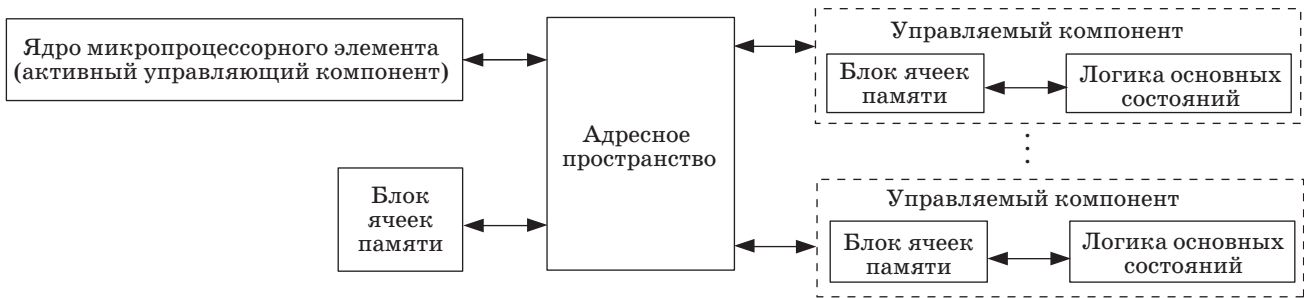 Ядро микропроцессорного элемента
(активный управляющий компонент)
Блок
ячеек
памяти
Адресное
пространство
Управляемый компонент
Блок ячеек
памяти
Логика основных
состояний
Управляемый компонент
Блок ячеек
памяти
Логика основных
состояний